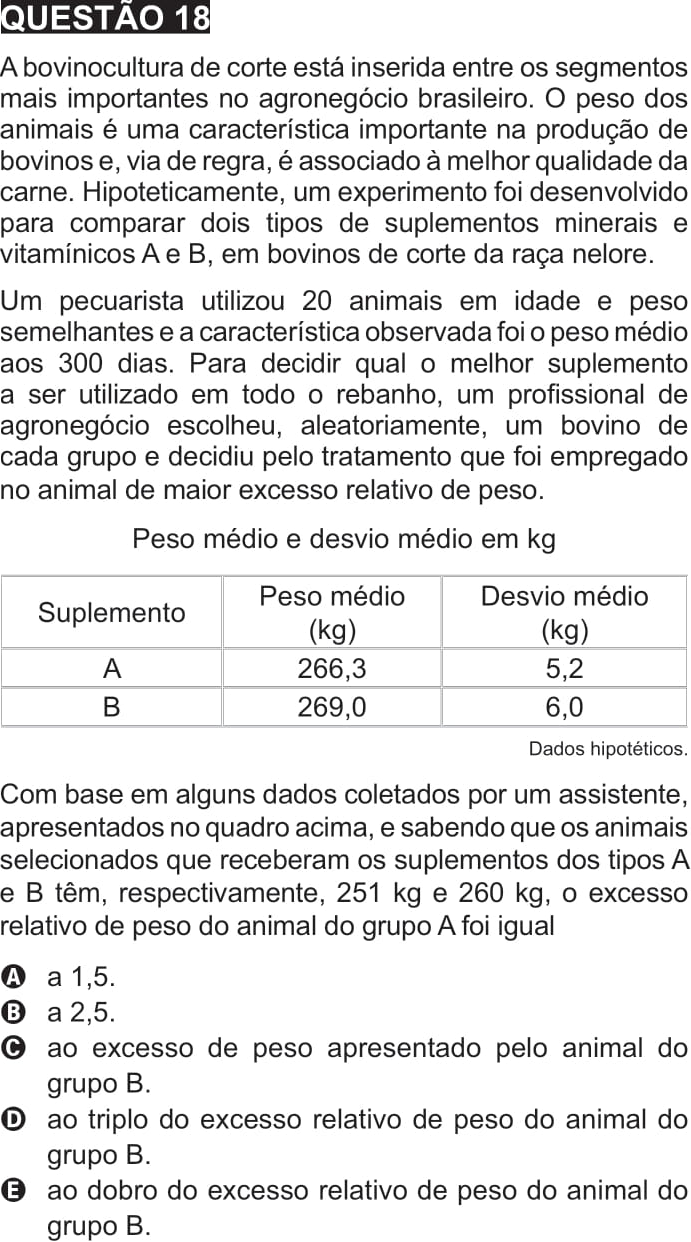 QUESTÃO 18
A bovinocultura de corte está inserida entre os segmentos
mais importantes no agronegócio brasileiro. O peso dos
animais é uma característica importante na produção de
bovinos e, via de regra, é associado à melhor qualidade da
carne. Hipoteticamente, um experimento foi desenvolvido
para comparar dois tipos de suplementos minerais e
vitamínicos A e B, em bovinos de corte da raça nelore.
Um pecuarista utilizou 20 animais em idade e peso
semelhantes e a característica observada foi o peso médio
aos 300 dias. Para decidir qual o melhor suplemento
a ser utilizado em todo o rebanho, um profissional de
agronegócio escolheu, aleatoriamente, um bovino de
cada grupo e decidiu pelo tratamento que foi empregado
no animal de maior excesso relativo de peso.
Peso médio e desvio médio em kg
Suplemento Peso médio (kg) Desvio médio (kg)
A 266,3 5,2
B 269,0 6,0
Dados hipotéticos.
Com base em alguns dados coletados por um assistente,
apresentados no quadro acima, e sabendo que os animais
selecionados que receberam os suplementos dos tipos A
e B têm, respectivamente, 251 kg e 260 kg, o excesso
relativo de peso do animal do grupo A foi igual
A a 1,5.
B a 2,5.
C ao excesso de peso apresentado pelo animal do
grupo B.
D ao triplo do excesso relativo de peso do animal do
grupo B.
E ao dobro do excesso relativo de peso do animal do
grupo B.